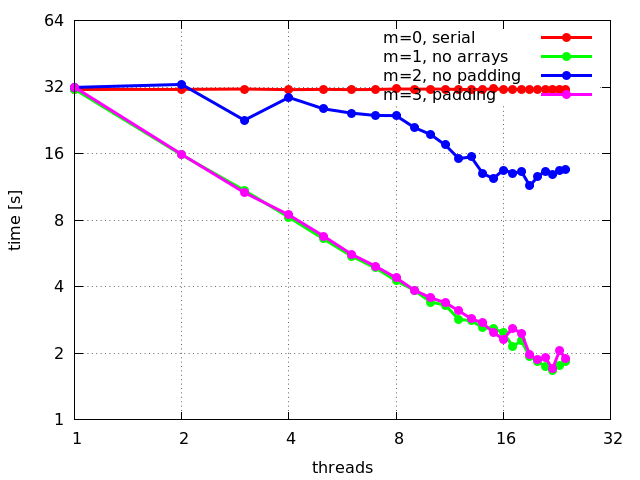 64
m=0, serial
m=1, no arrays
m=2, no padding
m=3, padding
32
16
8
4
2
1
time [s]
1 2 4 8 16 32
threads